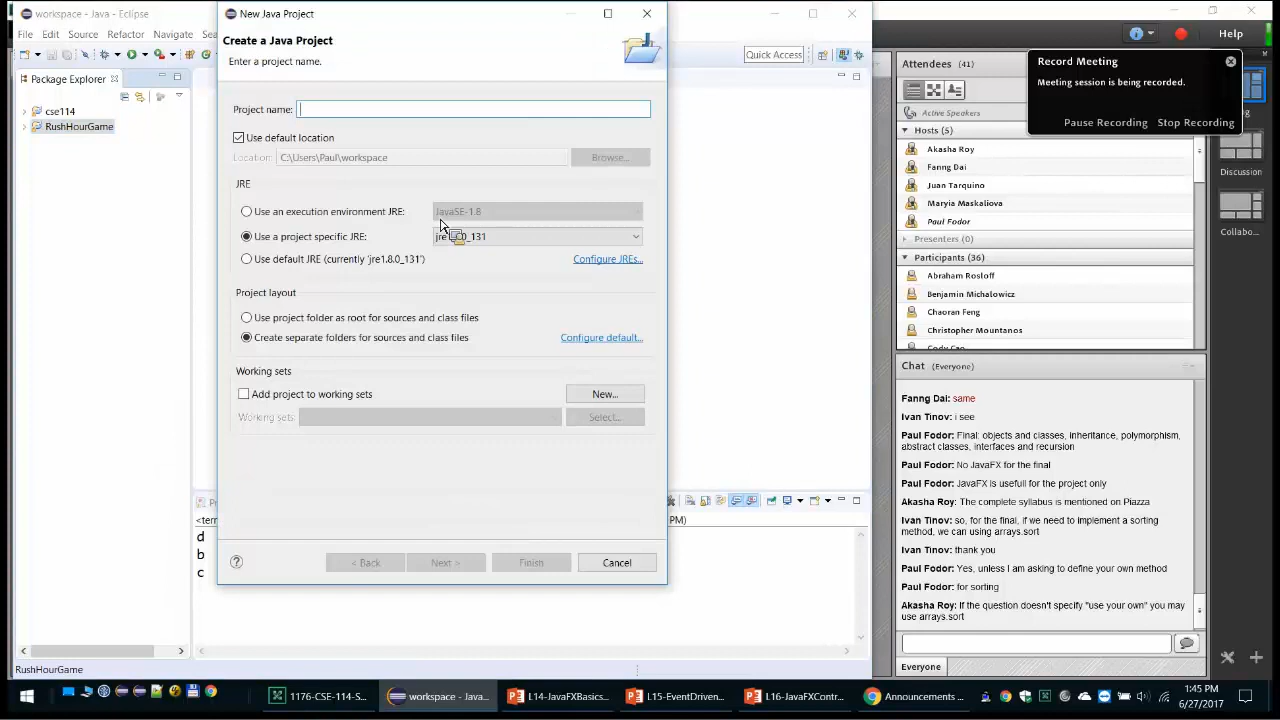 workspace - Java - Eclipse
File Edit Source Refactor Navigate Sea
Package Explorer
cse114
RushHourGame
New Java Project
Create a Java Project
Enter a project name.
Project name:
Use default location
Location: C:\Users\Paul\workspace Browse...
JRE
Use an execution environment JRE: JavaSE-1.8
Use a project specific JRE:
Use default JRE (currently 'jre1.8.0_131') Configure JREs...
Project layout
Use project folder as root for sources and class files
Create separate folders for sources and class files Configure default...
Working sets
Add project to working sets New...
Working sets: Select...
< Back Next > Finish Cancel
Quick Access
<terr PM)
d
b
c
RushHourGame
Help
Attendees (41)
Active Speakers
Hosts (5)
Akasha Roy
Fanng Dai
Juan Tarquino
Maryia Maskaliova
Paul Fodor
Presenters (0)
Participants (36)
Abraham Rosloff
Benjamin Michalowicz
Chaoran Feng
Christopher Mountanos
Cody Cao
Record Meeting
Meeting session is being recorded.
Pause Recording Stop Recording
Discussion
Collabo...
Chat (Everyone)
Fanng Dai: same
Ivan Tinov: i see
Paul Fodor: Final: objects and classes, inheritance, polymorphism,
abstract classes, interfaces and recursion
Paul Fodor: No JavaFX for the final
Paul Fodor: JavaFX is usefull for the project only
Akasha Roy: The complete syllabus is mentioned on Piazza
Ivan Tinov: so, for the final, if we need to implement a sorting
method, we can using arrays.sort
Ivan Tinov: thank you
Paul Fodor: Yes, unless I am asking to define your own method
Paul Fodor: for sorting
Akasha Roy: If the question doesn't specify "use your own" you may
use arrays.sort
Everyone
1176-CSE-114-S...
workspace - Java...
L14-JavaFXBasics...
L15-EventDriven...
L16-JavaFXContr...
Announcements ...
1:45 PM
6/27/2017